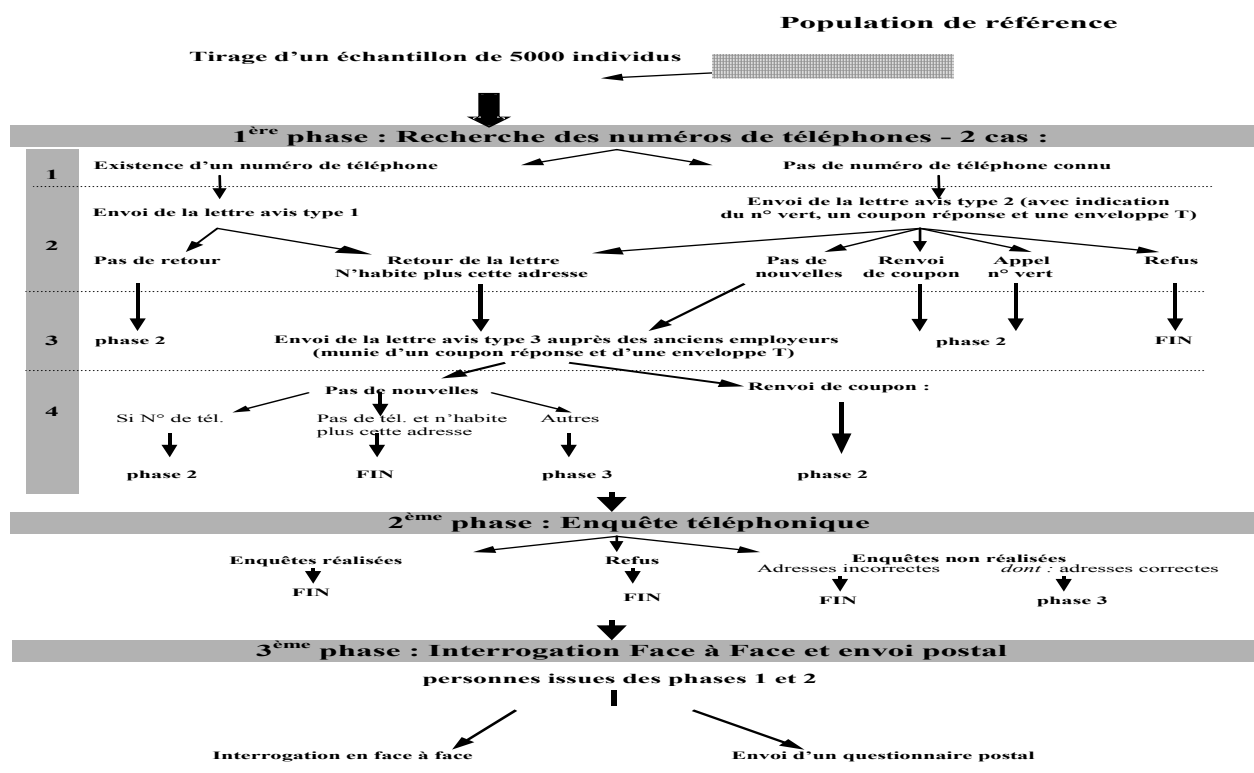 Population de référence
Tirage d'un échantillon de 5000 individus
1ère phase : Recherche des numéros de téléphones - 2 cas :
1
Existence d'un numéro de téléphone
Pas de numéro de téléphone connu
Envoi de la lettre avis type 1
Envoi de la lettre avis type 2 (avec indication
du n° vert, un coupon réponse et une enveloppe T)
2
Pas de retour
Retour de la lettre
N'habite plus cette adresse
Pas de
nouvelles
Renvoi
de coupon
Appel
n° vert
Refus
3
phase 2
Envoi de la lettre avis type 3 auprès des anciens employeurs
(munie d'un coupon réponse et d'une enveloppe T)
phase 2
FIN
4
Pas de nouvelles
Renvoi de coupon :
Si N° de tél.
Pas de tél. et n'habite
plus cette adresse
Autres
phase 2
FIN
phase 3
phase 2
2ème phase : Enquête téléphonique
Enquêtes réalisées
Refus
Enquêtes non réalisées
Adresses incorrectes
dont : adresses correctes
FIN
FIN
FIN
phase 3
3ème phase : Interrogation Face à Face et envoi postal
personnes issues des phases 1 et 2
Interrogation en face à face
Envoi d'un questionnaire postal